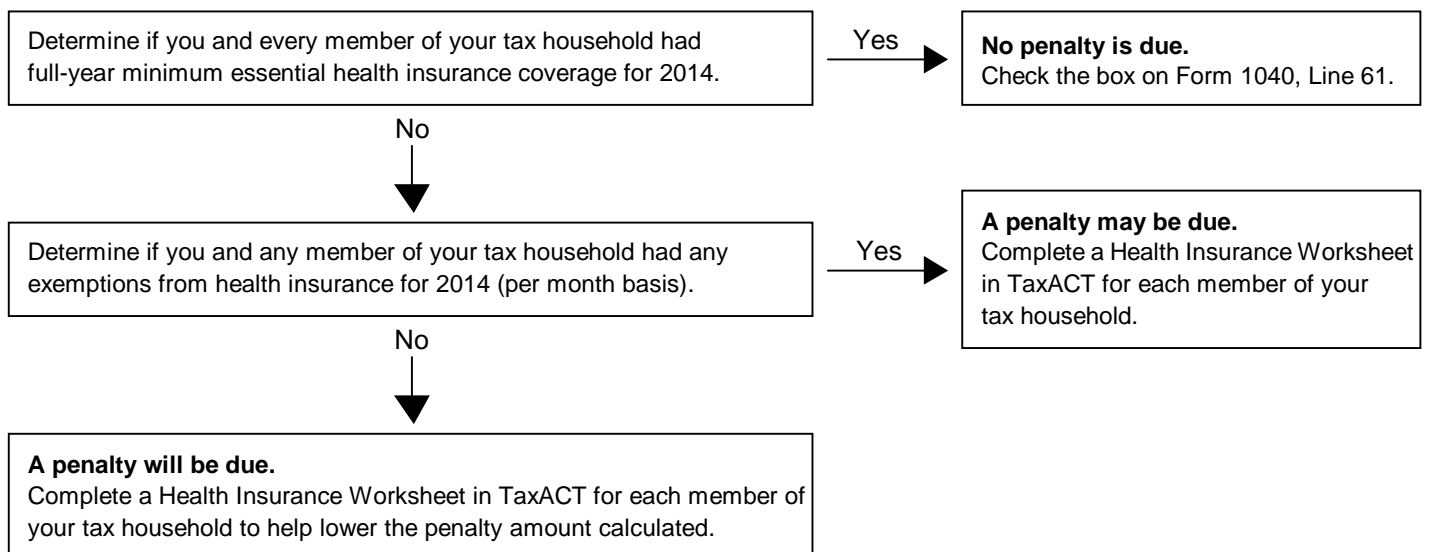 Determine if you and every member of your tax household had
full-year minimum essential health insurance coverage for 2014.
Yes
No penalty is due.
Check the box on Form 1040, Line 61.
No
Determine if you and any member of your tax household had any
exemptions from health insurance for 2014 (per month basis).
Yes
A penalty may be due.
Complete a Health Insurance Worksheet
in TaxACT for each member of your
tax household.
No
A penalty will be due.
Complete a Health Insurance Worksheet in TaxACT for each member of
your tax household to help lower the penalty amount calculated.